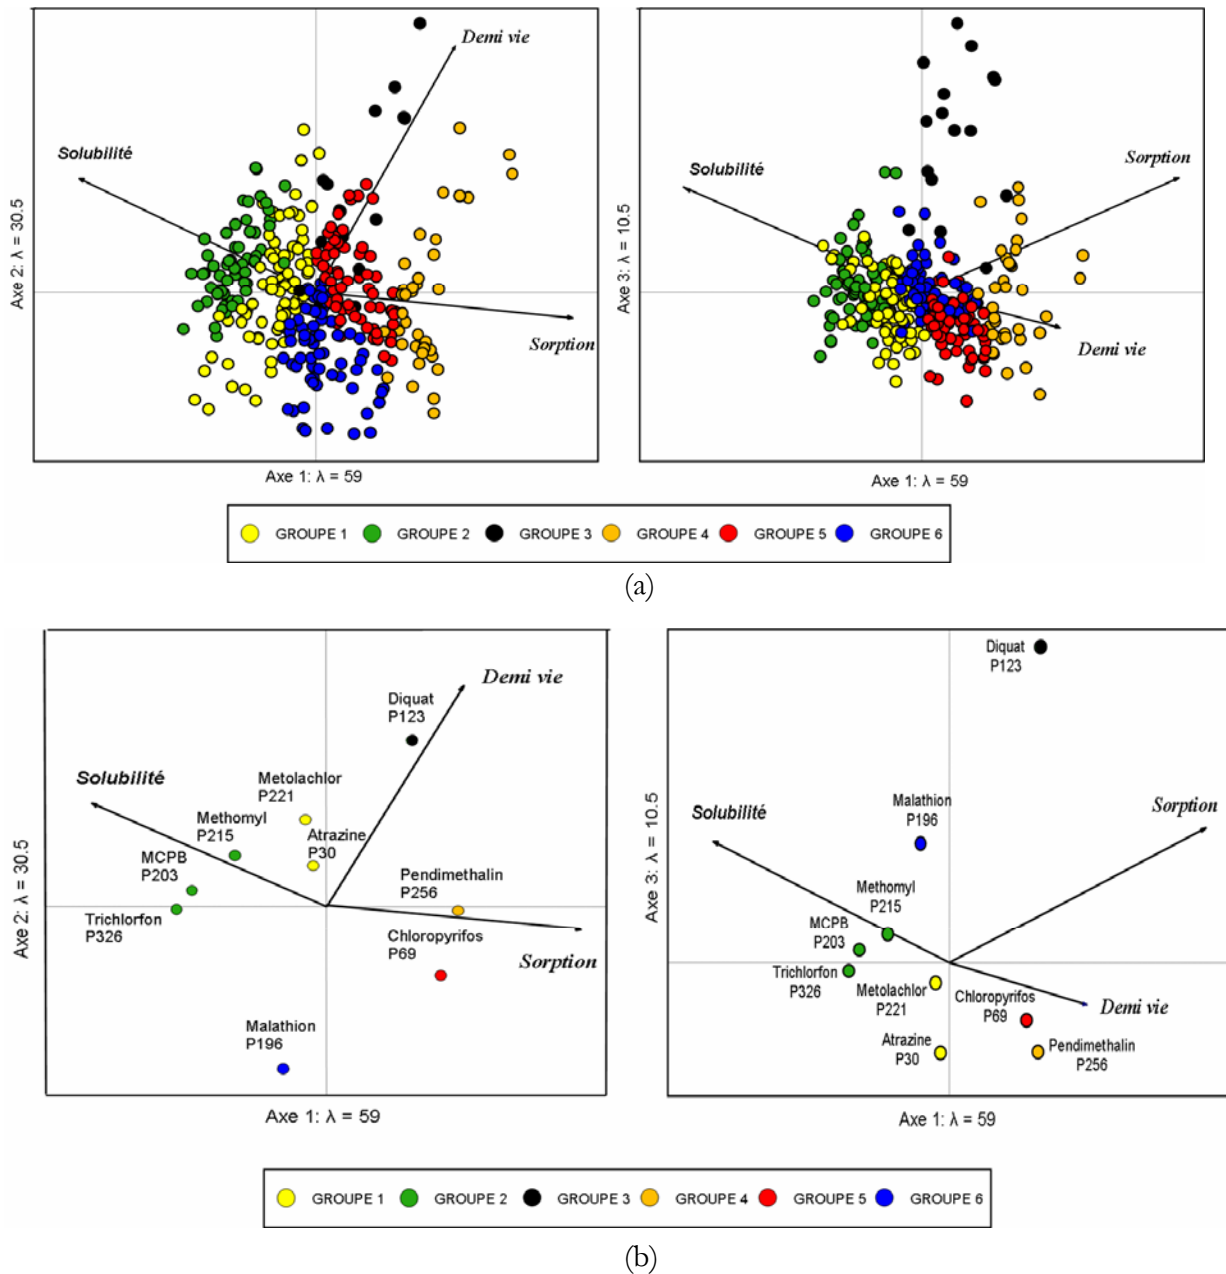 Demi vie
Solubilité
Sorption
Axe 2: λ = 30.5
Axe 1: λ = 59
Solubilité
Sorption
Demi vie
Axe 3: λ = 10.5
Axe 1: λ = 59
GROUPE 1 GROUPE 2 GROUPE 3 GROUPE 4 GROUPE 5 GROUPE 6
(a)
Demi vie
Diquat
P123
Solubilité
Metolachlor
P221
Methomyl
P215
Atrazine
P30
MCPB
P203
Pendimethalin
P256
Trichlorfon
P326
Chloropyrifos
P69
Sorption
Malathion
P196
Axe 2: λ = 30.5
Axe 1: λ = 59
Diquat
P123
Malathion
P196
Solubilité
Sorption
Methomyl
P215
MCPB
P203
Trichlorfon
P326
Metolachlor
P221
Chloropyrifos
P69
Demi vie
Atrazine
P30
Pendimethalin
P256
Axe 3: λ = 10.5
Axe 1: λ = 59
GROUPE 1 GROUPE 2 GROUPE 3 GROUPE 4 GROUPE 5 GROUPE 6
(b)